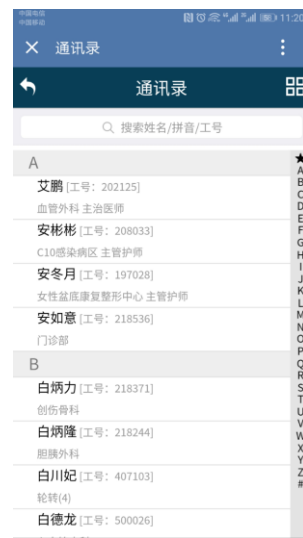 中国电信
中国移动
11:20
× 通讯录
通讯录
搜索姓名/拼音/工号
A
艾鹏 [工号：202125]
血管外科 主治医师
安彬彬 [工号：208033]
C10感染病区 主管护师
安冬月 [工号：197028]
女性盆底康复整形中心 主管护师
安如意 [工号：218536]
门诊部
B
白炳力 [工号：218371]
创伤骨科
白炳隆 [工号：218244]
胆胰外科
白川妃 [工号：407103]
轮转(4)
白德龙 [工号：500026]
★
A
B
C
D
E
F
G
H
I
J
K
L
M
N
O
P
Q
R
S
T
U
V
W
X
Y
Z
#